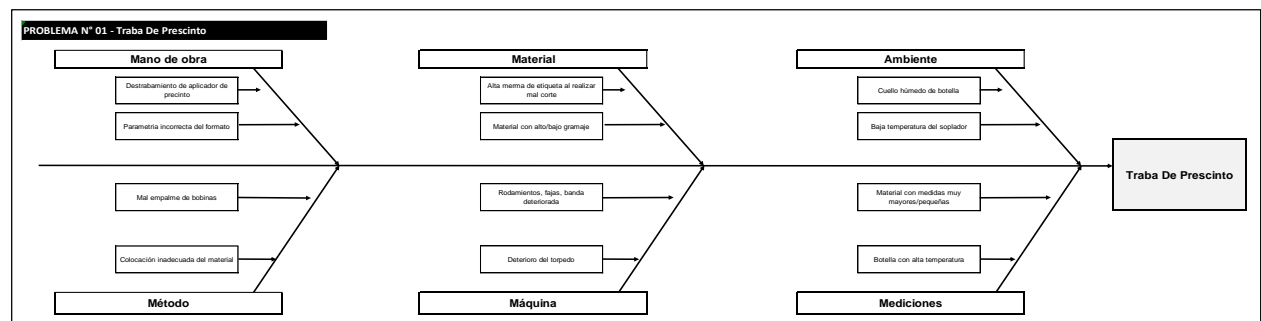 PROBLEMA N° 01 - Traba De Prescinto
Mano de obra
Material
Ambiente
Destrabamiento de aplicador de
precinto
Alta merma de etiqueta al realizar
mal corte
Cuello húmedo de botella
Parametria incorrecta del formato
Material con alto/bajo gramaje
Baja temperatura del soplador
Traba De Prescinto
Mal empalme de bobinas
Rodamientos, fajas, banda
deteriorada
Material con medidas muy
mayores/pequeñas
Colocación inadecuada del material
Deterioro del torpedo
Botella con alta temperatura
Método
Máquina
Mediciones